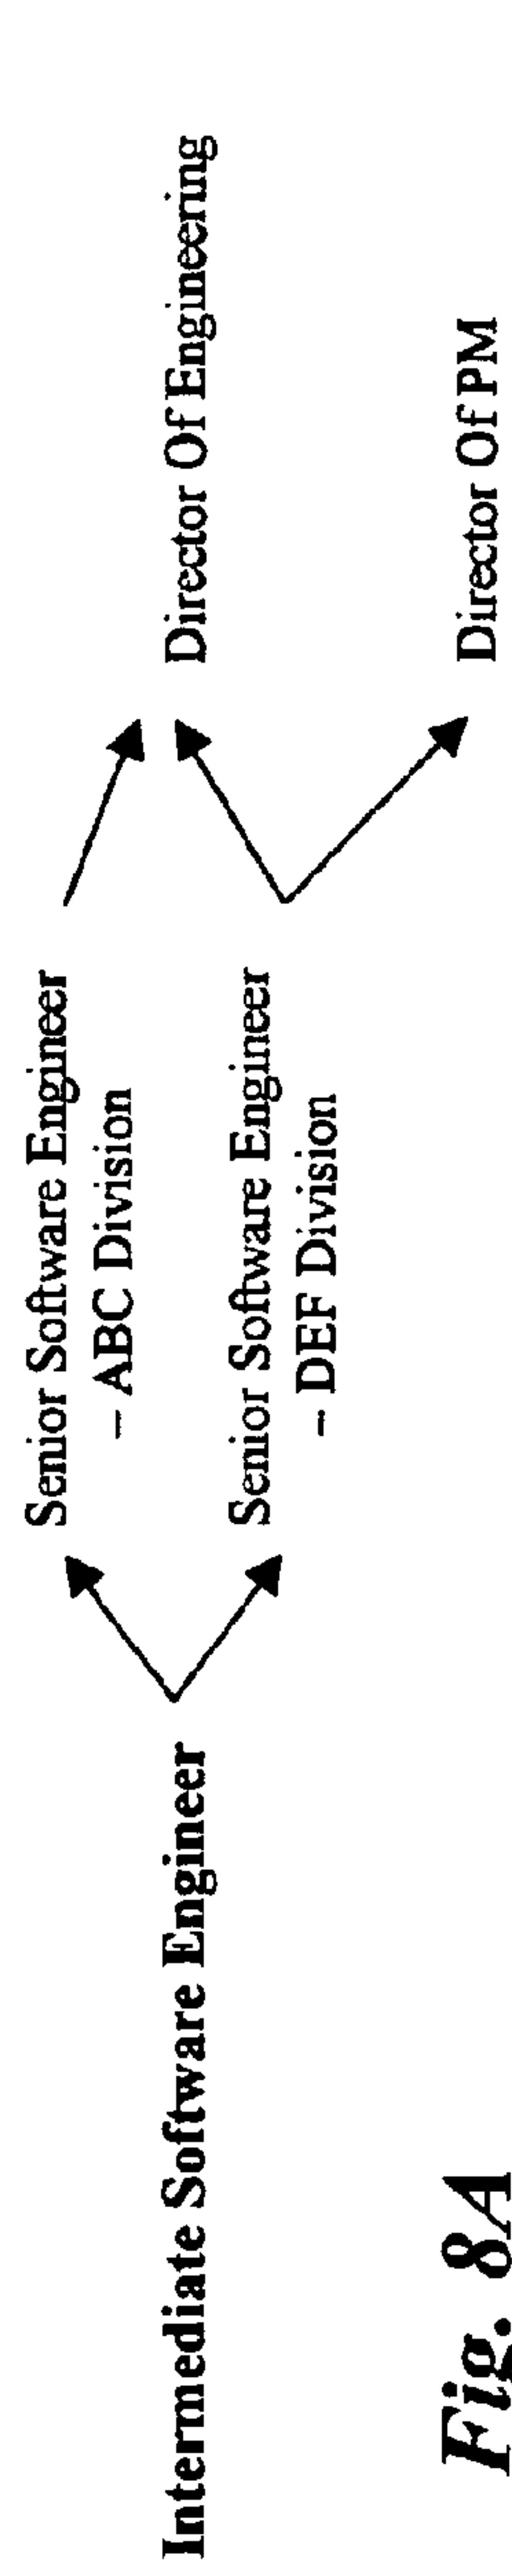 Intermediate Software Engineer
Senior Software Engineer
– ABC Division
Senior Software Engineer
– DEF Division
Director Of Engineering
Director Of PM
Fig. 8A